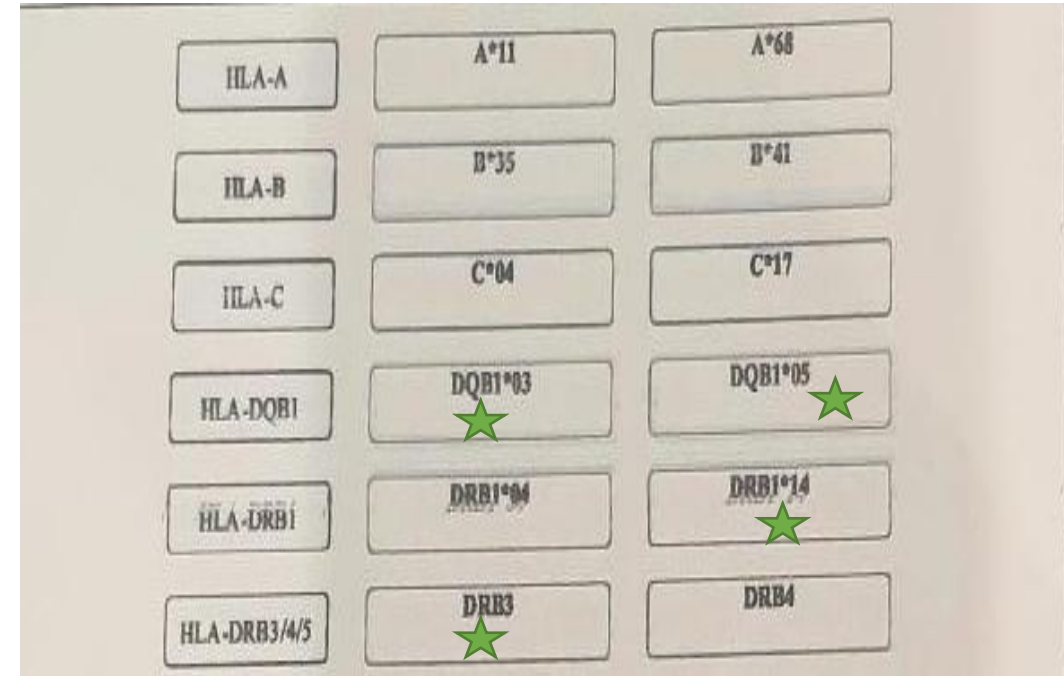 HLA-A A*11 A*68
HLA-B B*35 B*41
HLA-C C*04 C*17
HLA-DQB1 DQB1*03 DQB1*05
HLA-DRB1 DRB1*04 DRB1*14
HLA-DRB3/4/5 DRB3 DRB4